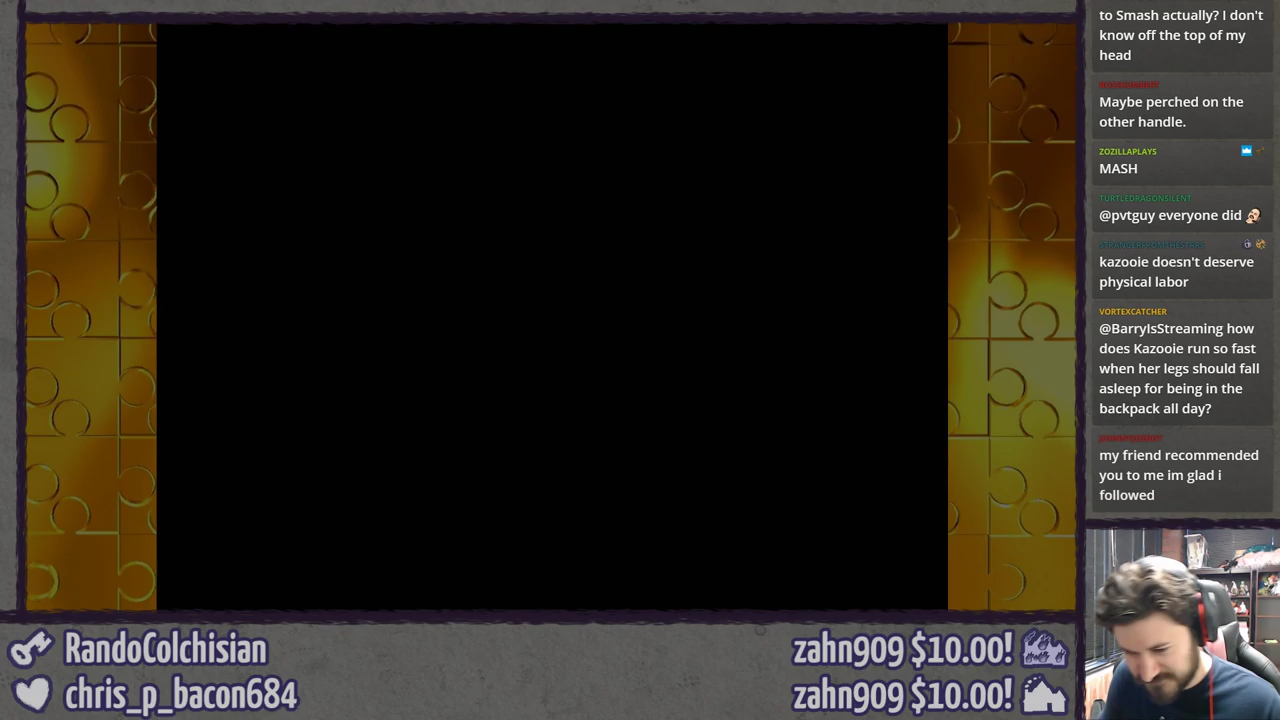 to Smash actually? I don't
know off the top of my
head
Maybe perched on the
other handle.
ZOZILLAPLAYS
MASH
TURTLEDRAGONSILENT
@pvtguy everyone did
STRANGERFROMTHESTARS
kazooie doesn't deserve
physical labor
VORTEXCATCHER
@BarryIsStreaming how
does Kazooie run so fast
when her legs should fall
asleep for being in the
backpack all day?
my friend recommended
you to me im glad i
followed
RandoColchisian
chris_p_bacon684
zahn909 $10.00!
zahn909 $10.00!